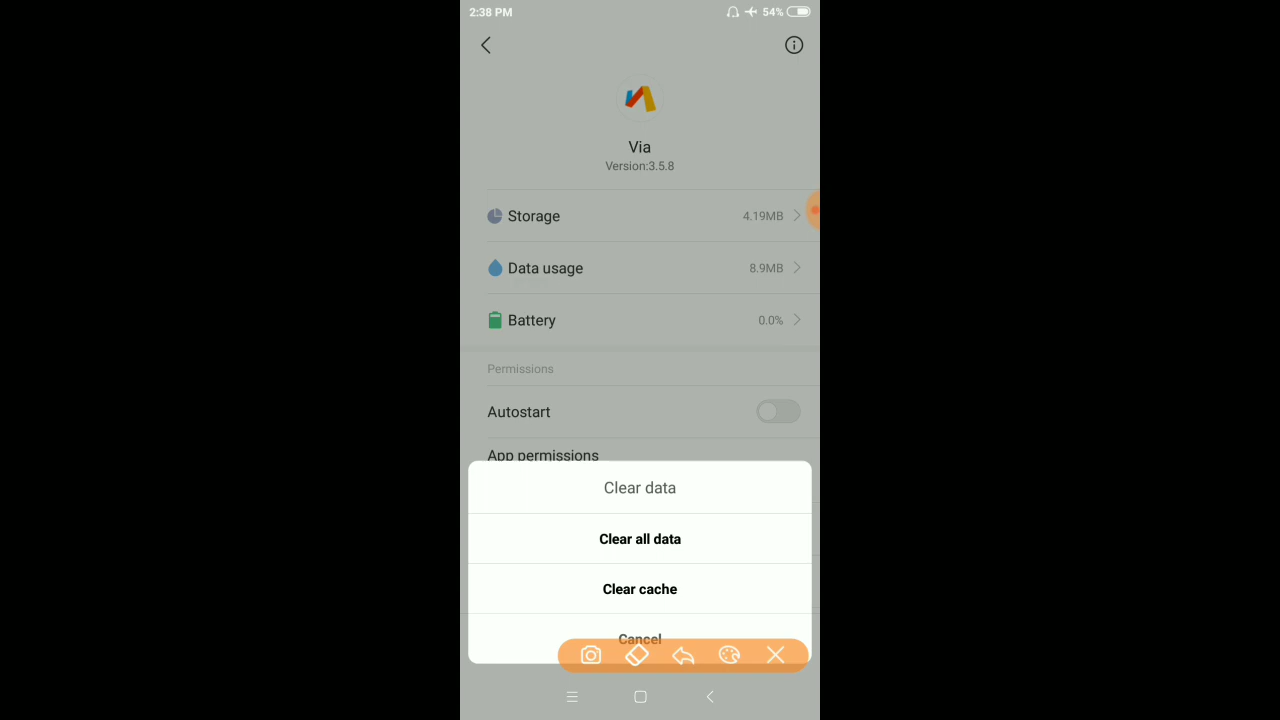 2:38 PM
54%
Via
Version:3.5.8
Storage 4.19MB
Data usage 8.9MB
Battery 0.0%
Permissions
Autostart
App permissions
Clear data
Clear all data
Clear cache
Cancel